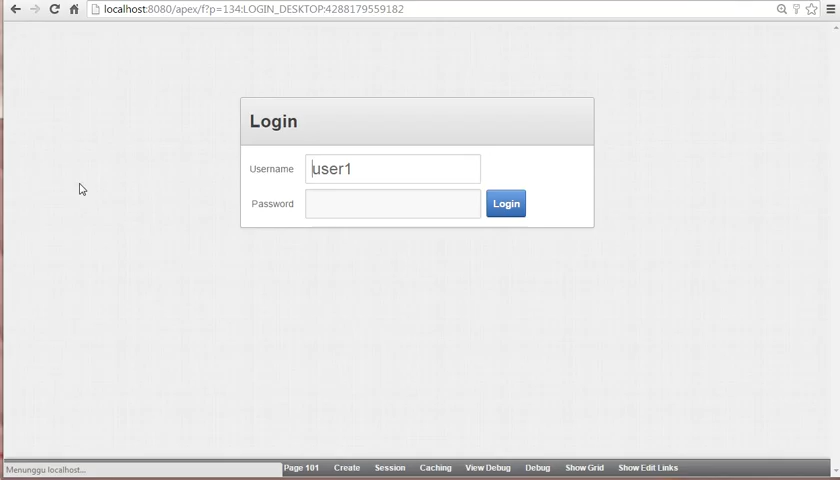 localhost:8080/apex/f?p=134:LOGIN_DESKTOP:4288179559182
Login
Username
user1
Password
Login
Menunggu localhost...
Page 101 Create Session Caching View Debug Debug Show Grid Show Edit Links